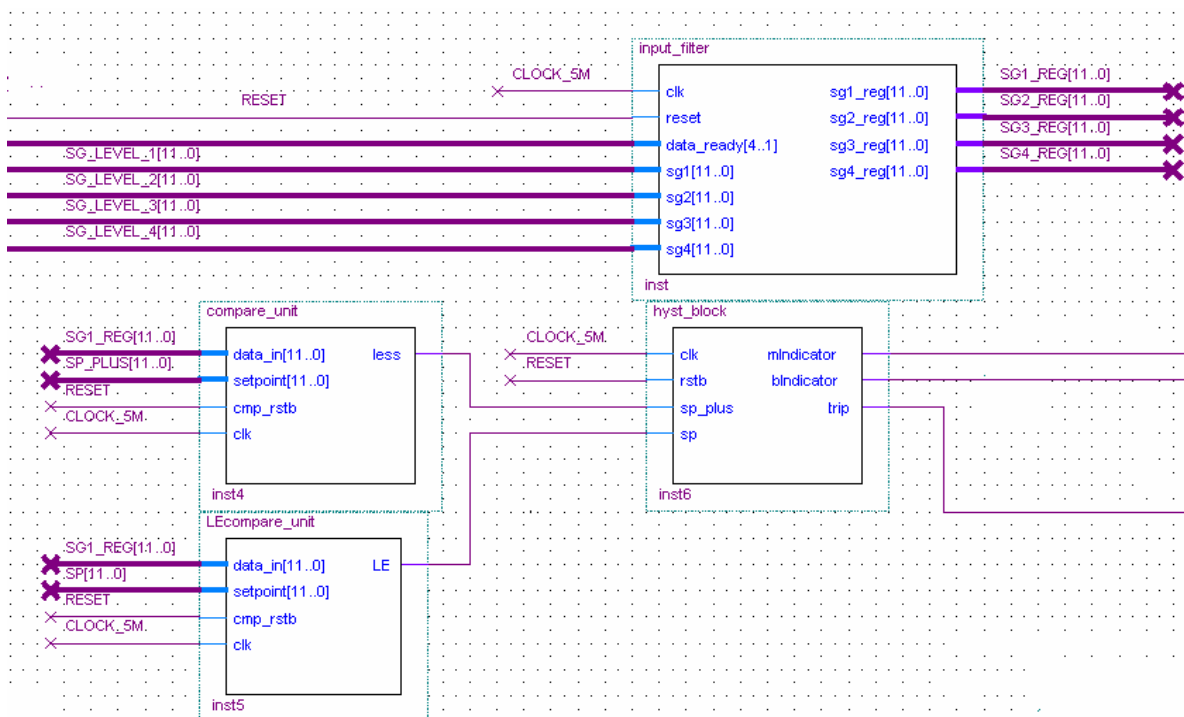 input_filter
CLOCK_5M
RESET
clk
reset
data_ready[4..1]
sg1[11..0]
sg2[11..0]
sg3[11..0]
sg4[11..0]
sg1_reg[11..0]
sg2_reg[11..0]
sg3_reg[11..0]
sg4_reg[11..0]
SG1_REG[11..0]
SG2_REG[11..0]
SG3_REG[11..0]
SG4_REG[11..0]
SG_LEVEL_1[11..0]
SG_LEVEL_2[11..0]
SG_LEVEL_3[11..0]
SG_LEVEL_4[11..0]
inst
compare_unit
SG1_REG[11..0]
SP_PLUS[11..0]
RESET
CLOCK_5M
data_in[11..0]
setpoint[11..0]
cmp_rstb
clk
less
inst4
hyst_block
CLOCK_5M
RESET
clk
rstb
sp_plus
sp
mIndicator
bIndicator
trip
inst6
LEcompare_unit
SG1_REG[11..0]
SP[11..0]
RESET
CLOCK_5M
data_in[11..0]
setpoint[11..0]
cmp_rstb
clk
LE
inst5